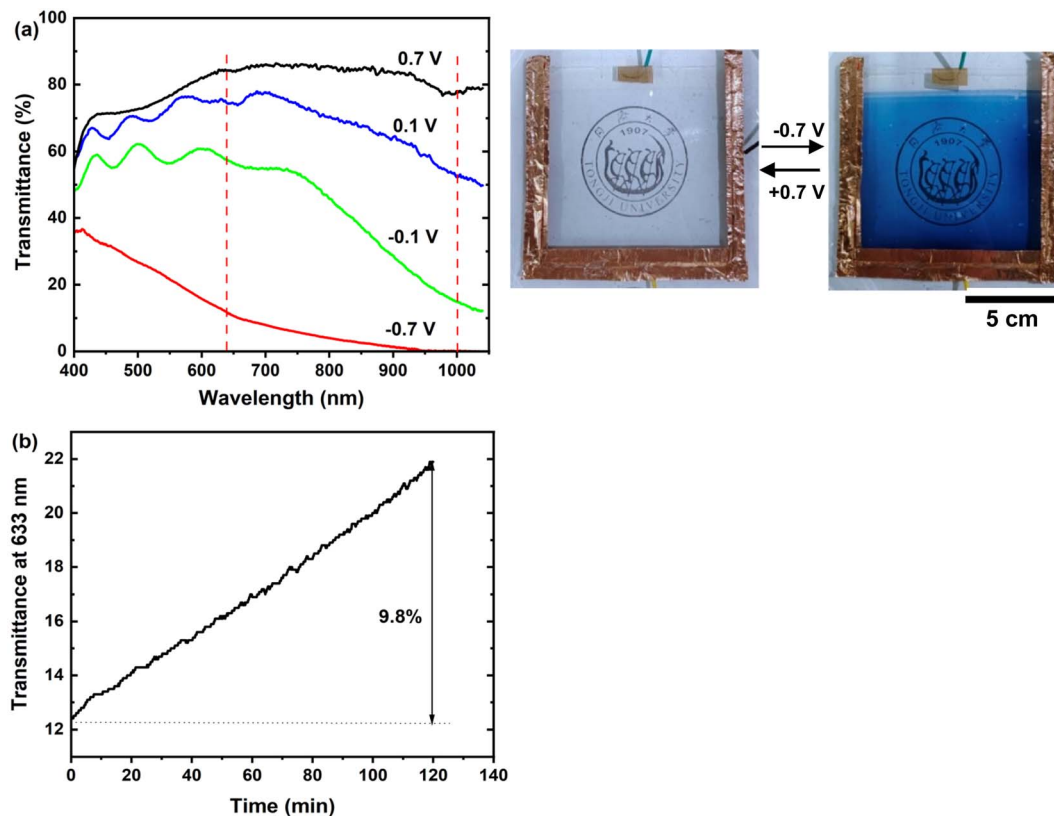 (a)
100
80
60
40
20
0
Transmittance (%)
0.7 V
0.1 V
-0.1 V
-0.7 V
400 500 600 700 800 900 1000
Wavelength (nm)
1907
TONGJI UNIVERSITY
-0.7 V
+0.7 V
1907
TONGJI UNIVERSITY
5 cm
(b)
22
20
18
16
14
12
Transmittance at 633 nm
9.8%
0 20 40 60 80 100 120 140
Time (min)